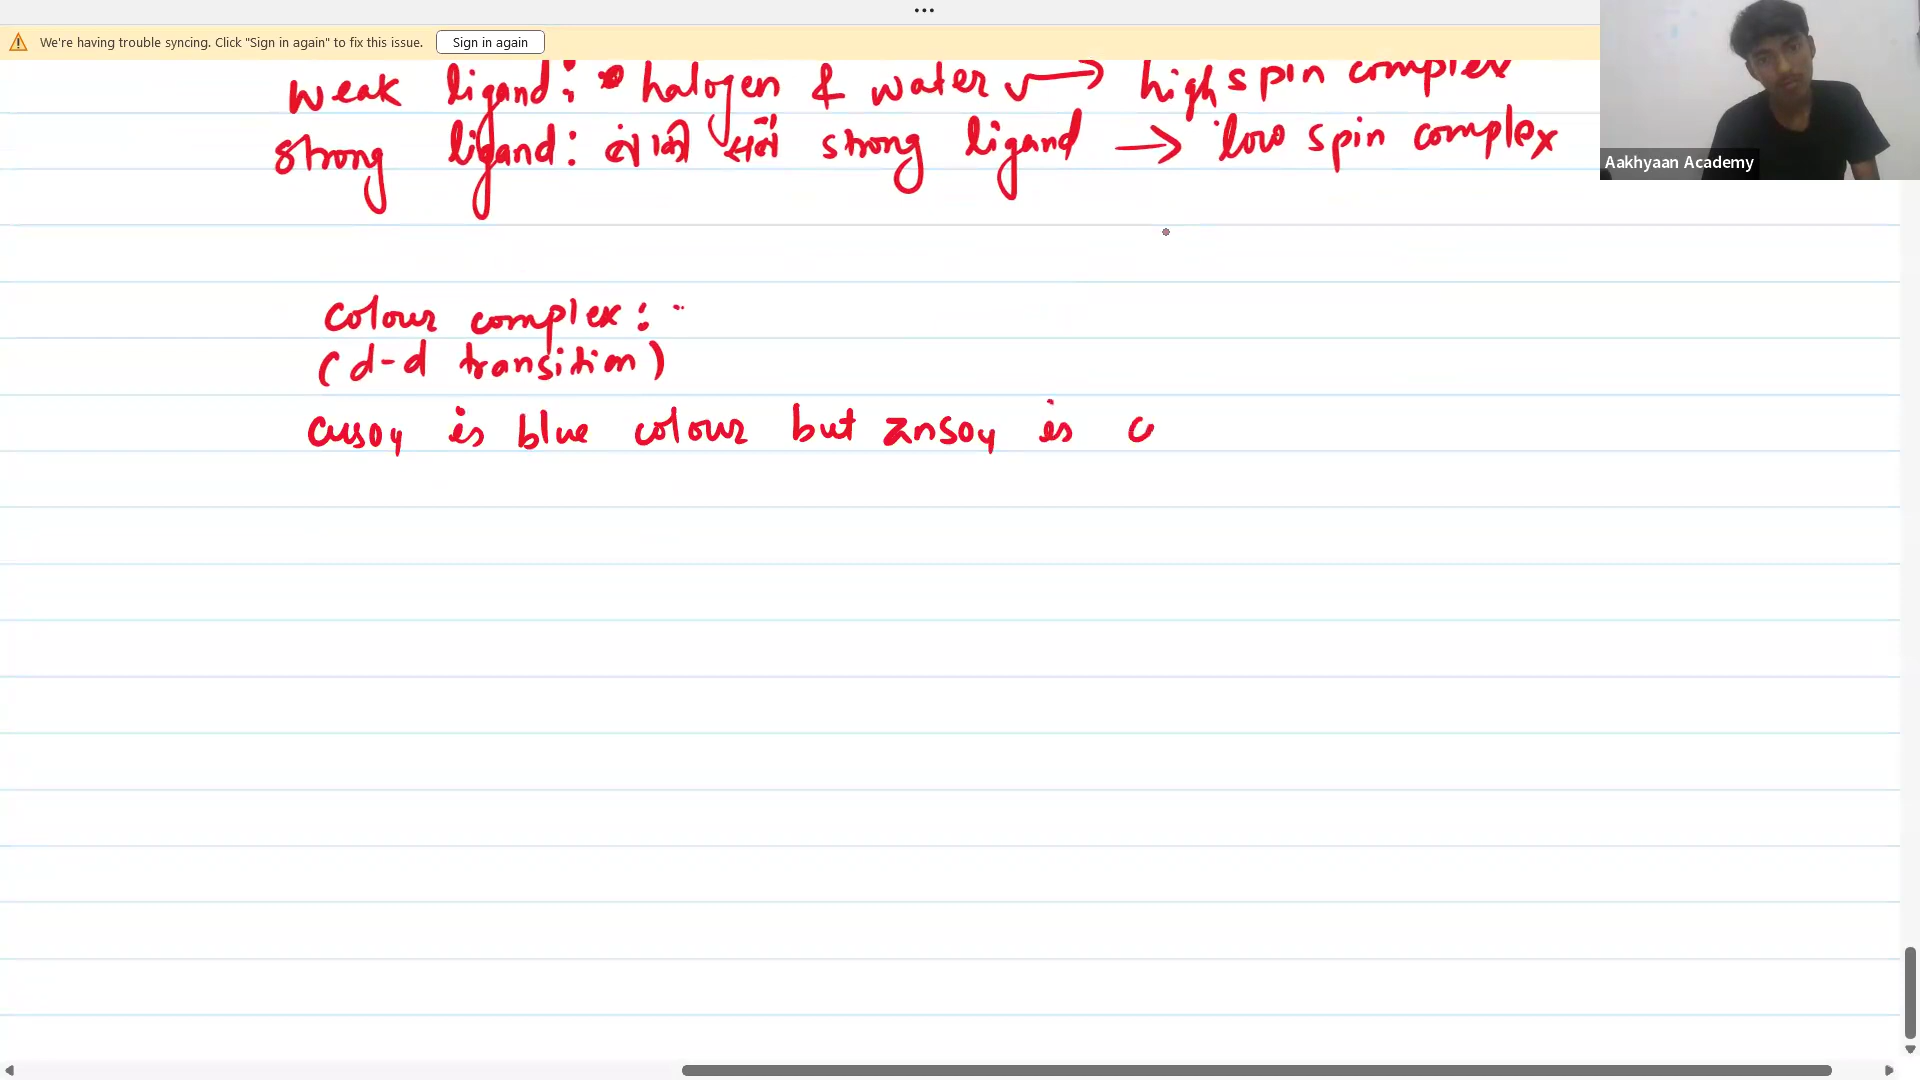 We're having trouble syncing. Click "Sign in again" to fix this issue. Sign in again
weak ligand: halogen & water → high spin complex
strong ligand: strong ligand → low spin complex
Aakhyaan Academy
colour complex:
(d-d transition)
cuso4 is blue colour but znso4 is c